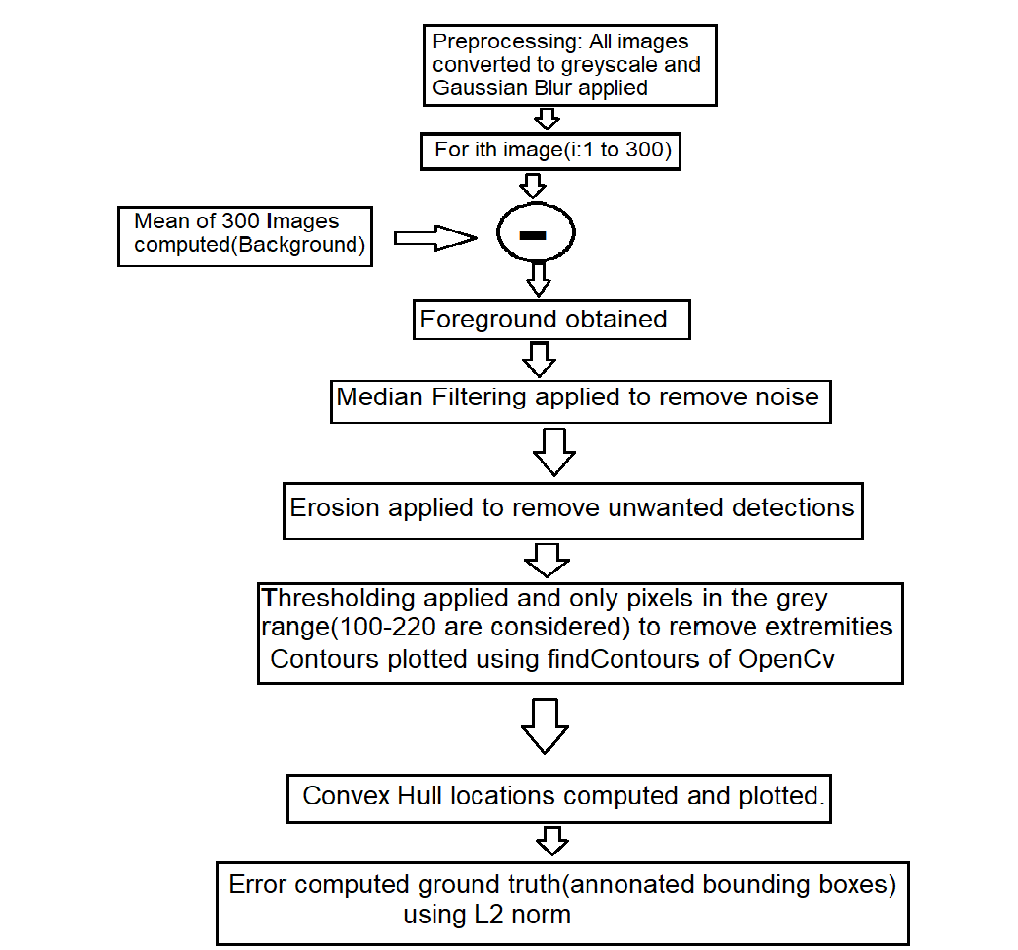 Preprocessing: All images
converted to greyscale and
Gaussian Blur applied
For ith image(i:1 to 300)
Mean of 300 Images
computed(Background)
-
Foreground obtained
Median Filtering applied to remove noise
Erosion applied to remove unwanted detections
Thresholding applied and only pixels in the grey
range(100-220 are considered) to remove extremities
Contours plotted using findContours of OpenCv
Convex Hull locations computed and plotted.
Error computed ground truth(annonated bounding boxes)
using L2 norm